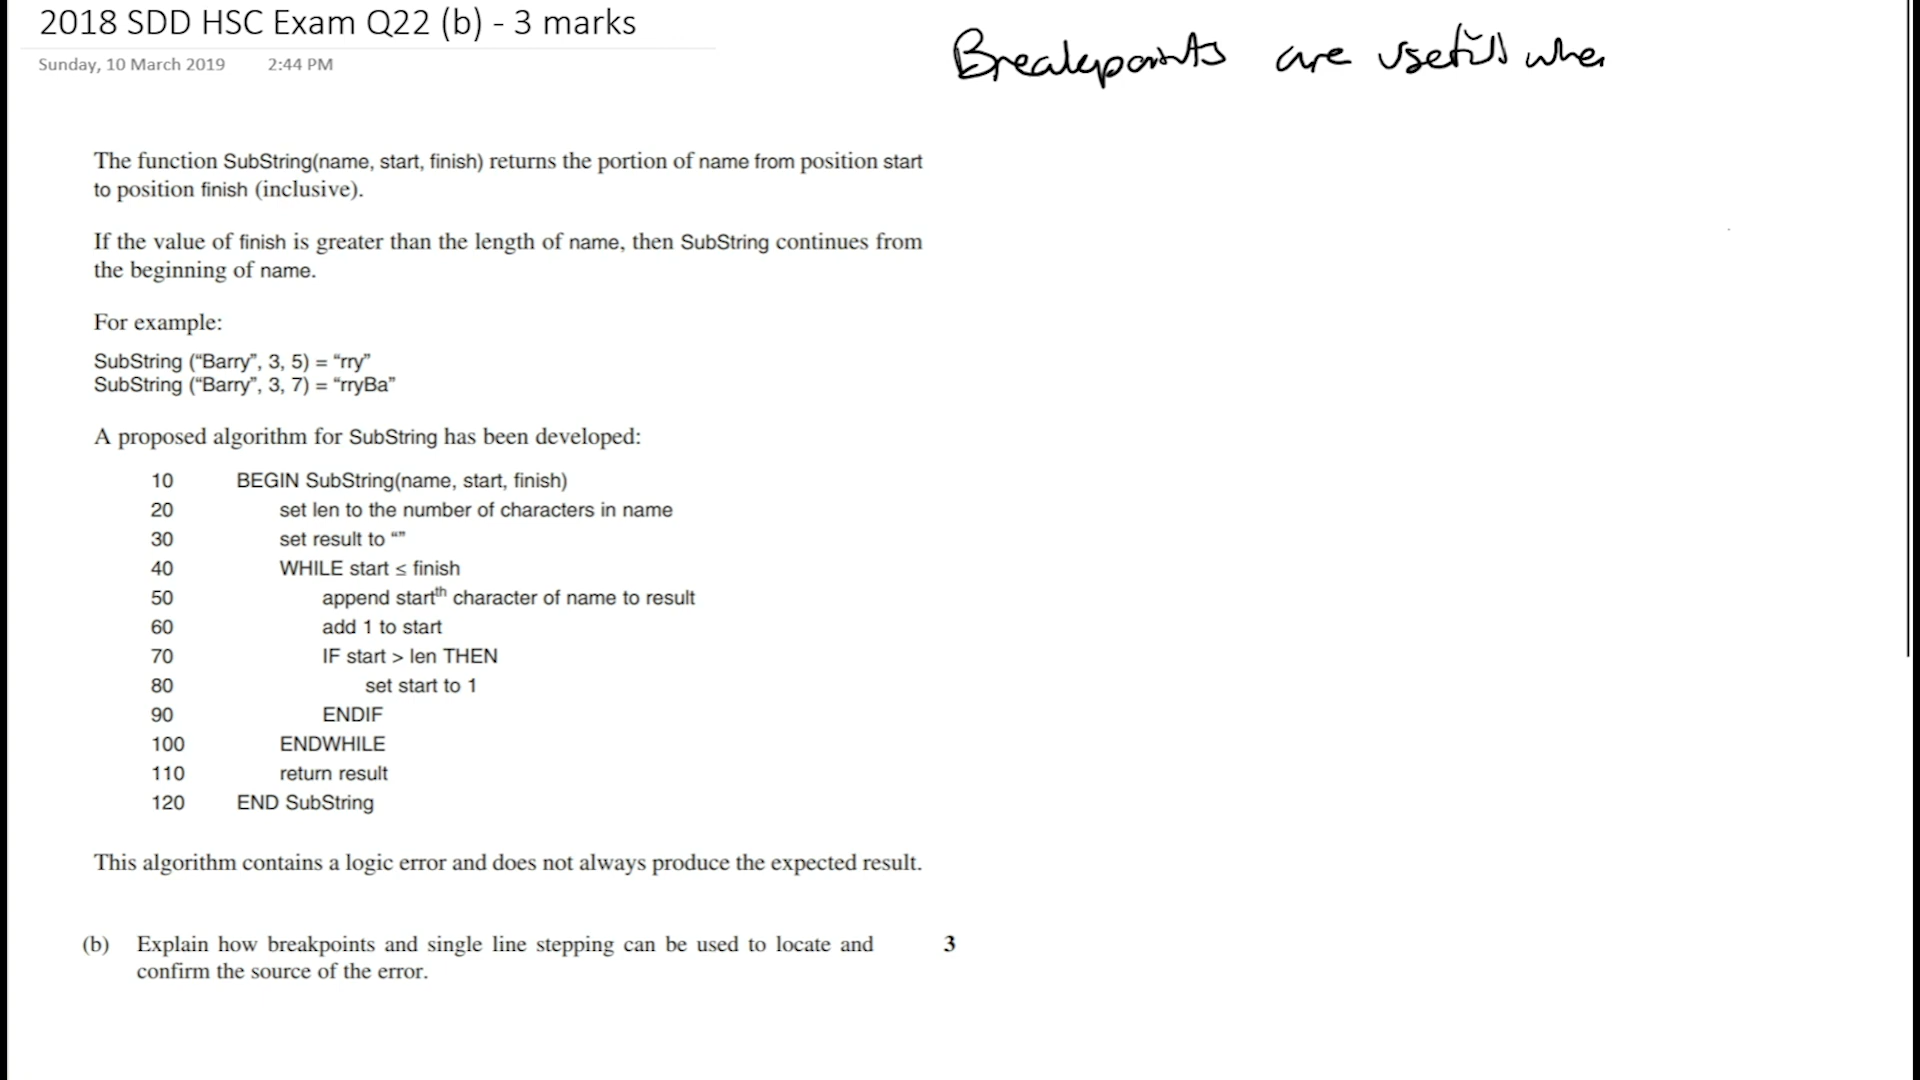 2018 SDD HSC Exam Q22 (b) - 3 marks
Sunday, 10 March 2019 2:44 PM
Breakpoints are useful when
The function SubString(name, start, finish) returns the portion of name from position start
to position finish (inclusive).
If the value of finish is greater than the length of name, then SubString continues from
the beginning of name.
For example:
SubString (“Barry”, 3, 5) = “rry”
SubString (“Barry”, 3, 7) = “rryBa”
A proposed algorithm for SubString has been developed:
10 BEGIN SubString(name, start, finish)
20 set len to the number of characters in name
30 set result to “”
40 WHILE start ≤ finish
50 append startth character of name to result
60 add 1 to start
70 IF start > len THEN
80 set start to 1
90 ENDIF
100 ENDWHILE
110 return result
120 END SubString
This algorithm contains a logic error and does not always produce the expected result.
(b) Explain how breakpoints and single line stepping can be used to locate and 3
confirm the source of the error.